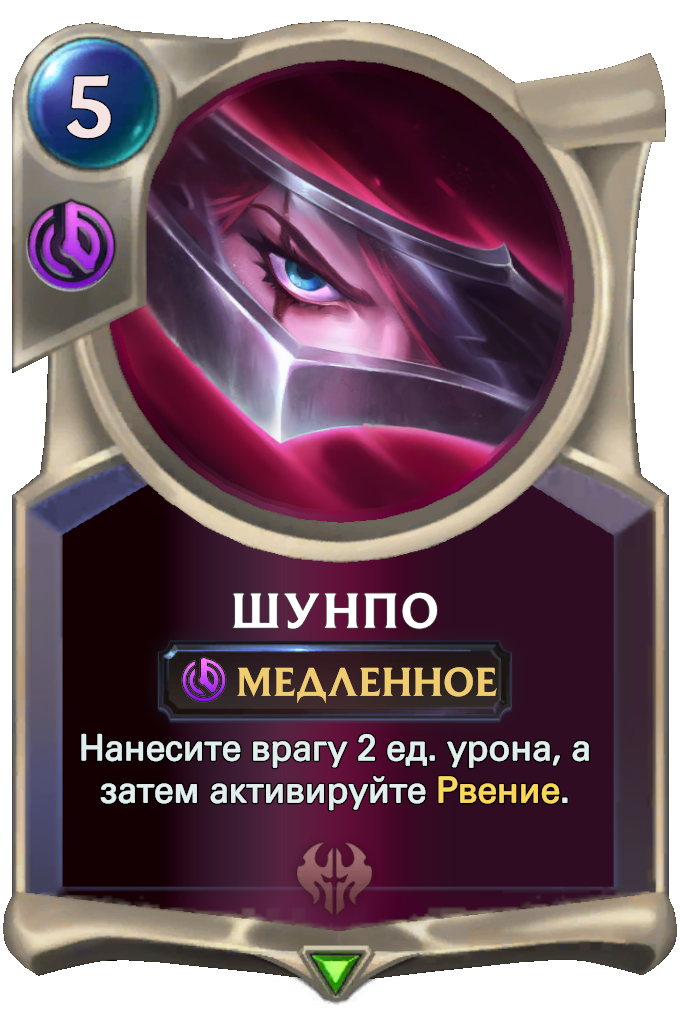 5
ШУНПО
МЕДЛЕННОЕ
Нанесите врагу 2 ед. урона, а
затем активируйте Рвение.